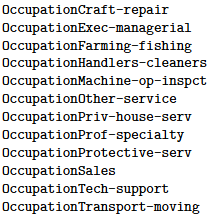 OccupationCraft-repair
OccupationExec-managerial
OccupationFarming-fishing
OccupationHandlers-cleaners
OccupationMachine-op-inspct
OccupationOther-service
OccupationPriv-house-serv
OccupationProf-specialty
OccupationProtective-serv
OccupationSales
OccupationTech-support
OccupationTransport-moving